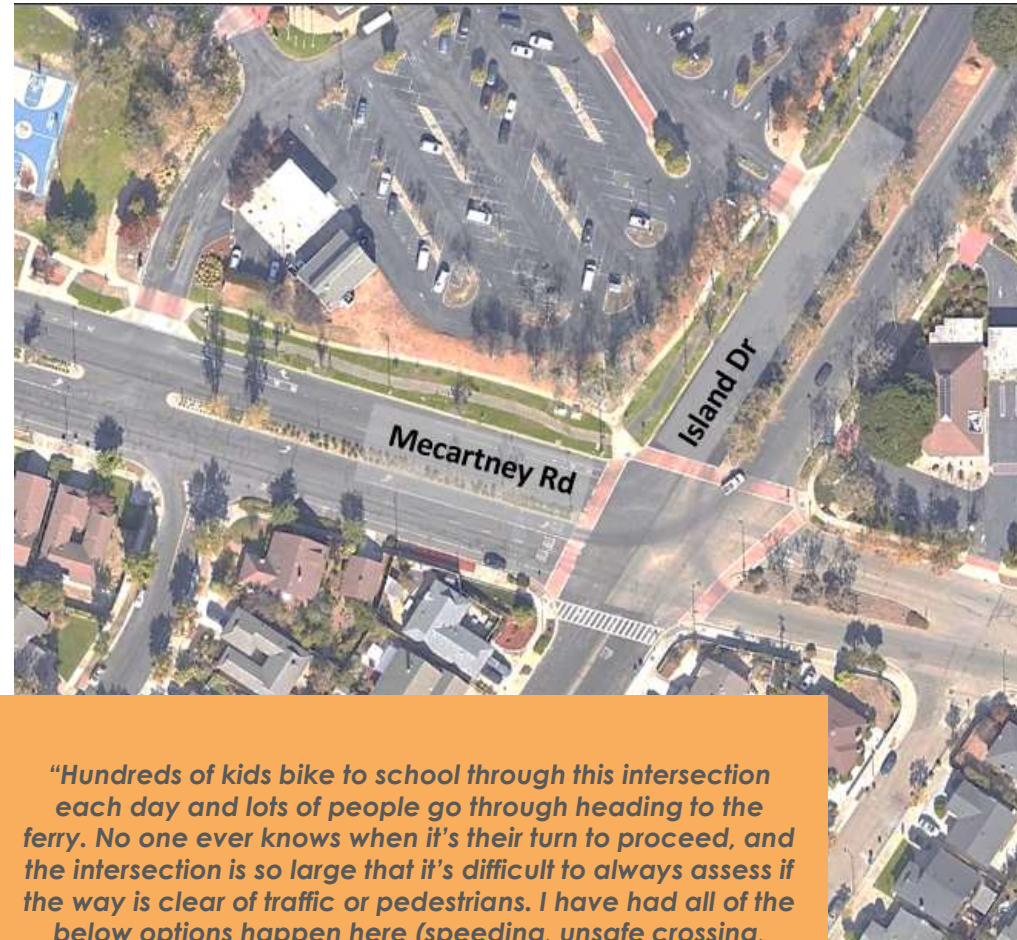 Island Dr
Mecartney Rd
“Hundreds of kids bike to school through this intersection
each day and lots of people go through heading to the
ferry. No one ever knows when it’s their turn to proceed, and
the intersection is so large that it’s difficult to always assess if
the way is clear of traffic or pedestrians. I have had all of the
below options happen here (speeding, unsafe crossing,